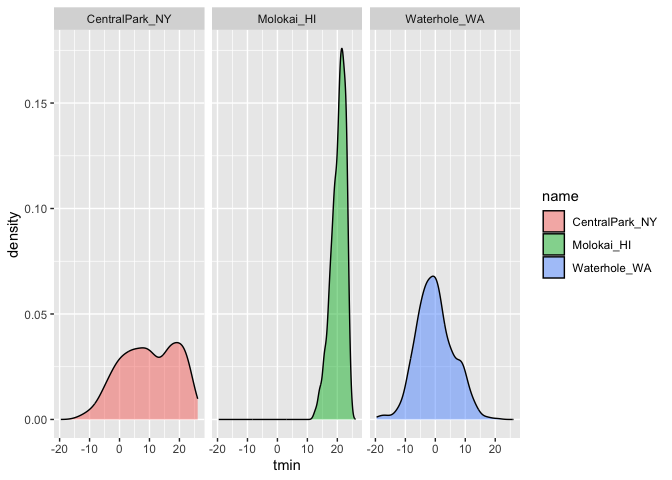 CentralPark_NY Molokai_HI Waterhole_WA
density
0.15
0.10
0.05
0.00
-20 -10 0 10 20 -20 -10 0 10 20 -20 -10 0 10 20
tmin
name
CentralPark_NY
Molokai_HI
Waterhole_WA